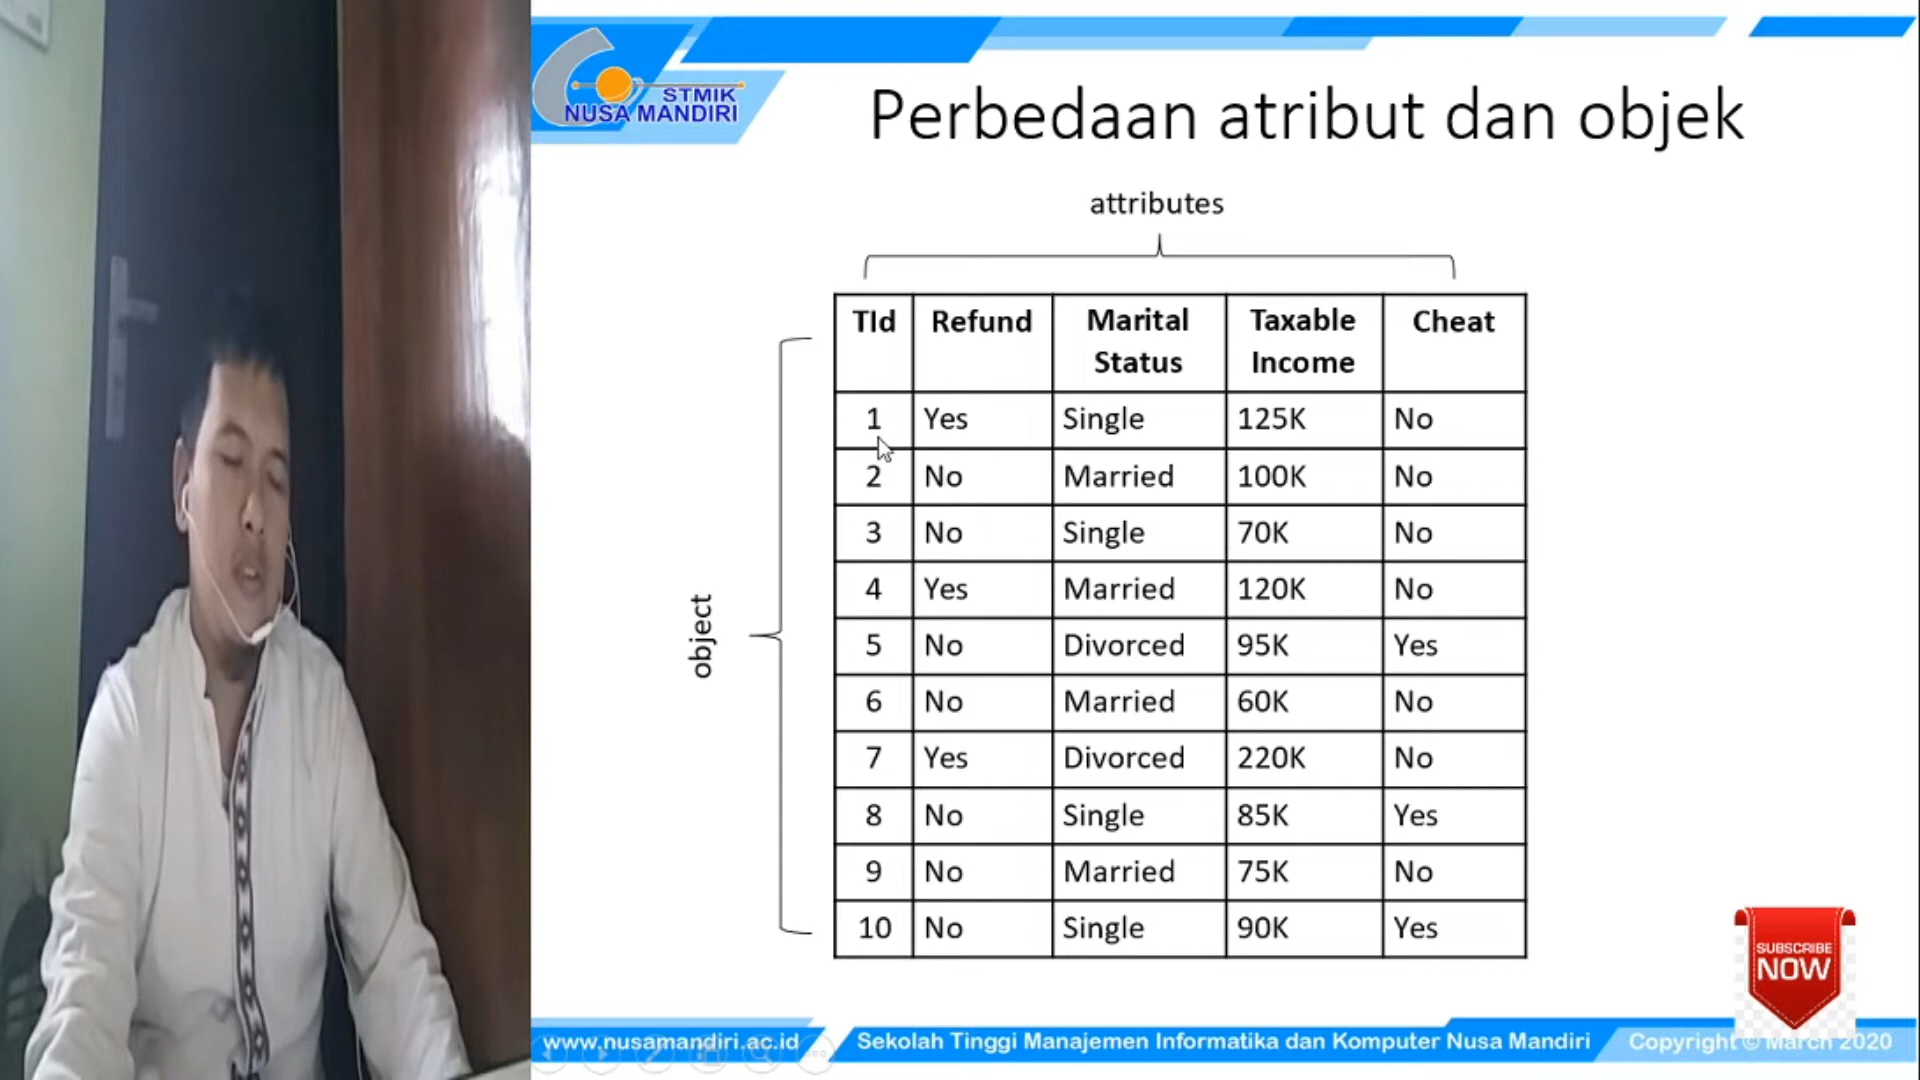 STMIK
NUSA MANDIRI
Perbedaan atribut dan objek
attributes
object
TId Refund Marital Status Taxable Income Cheat
1 Yes Single 125K No
2 No Married 100K No
3 No Single 70K No
4 Yes Married 120K No
5 No Divorced 95K Yes
6 No Married 60K No
7 Yes Divorced 220K No
8 No Single 85K Yes
9 No Married 75K No
10 No Single 90K Yes
SUBSCRIBE
NOW
www.nusamandiri.ac.id Sekolah Tinggi Manajemen Informatika dan Komputer Nusa Mandiri Copyright © March 2020